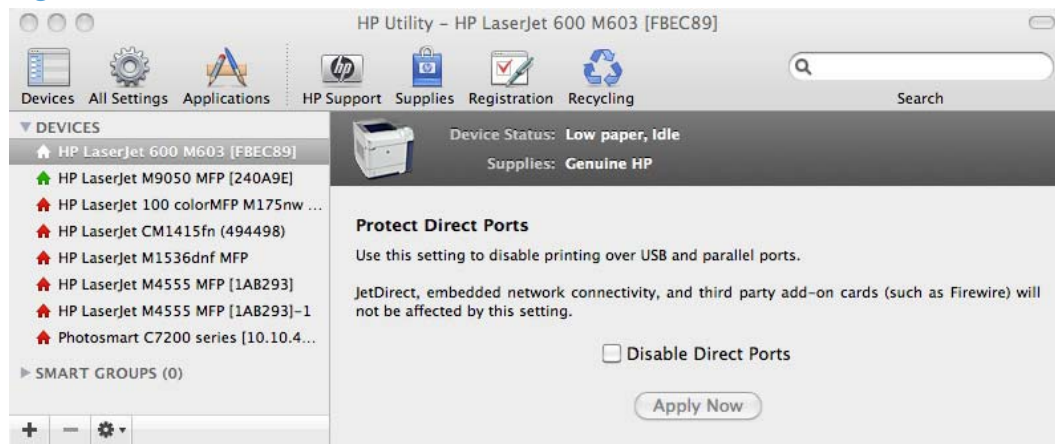 HP Utility – HP LaserJet 600 M603 [FBEC89]
Devices All Settings Applications HP Support Supplies Registration Recycling Search
DEVICES
HP LaserJet 600 M603 [FBEC89]
HP LaserJet M9050 MFP [240A9E]
HP LaserJet 100 colorMFP M175nw ...
HP LaserJet CM1415fn (494498)
HP LaserJet M1536dnf MFP
HP LaserJet M4555 MFP [1AB293]
HP LaserJet M4555 MFP [1AB293]-1
Photosmart C7200 series [10.10.4...
SMART GROUPS (0)
Device Status: Low paper, Idle
Supplies: Genuine HP
Protect Direct Ports
Use this setting to disable printing over USB and parallel ports.
JetDirect, embedded network connectivity, and third party add-on cards (such as Firewire) will
not be affected by this setting.
Disable Direct Ports
Apply Now